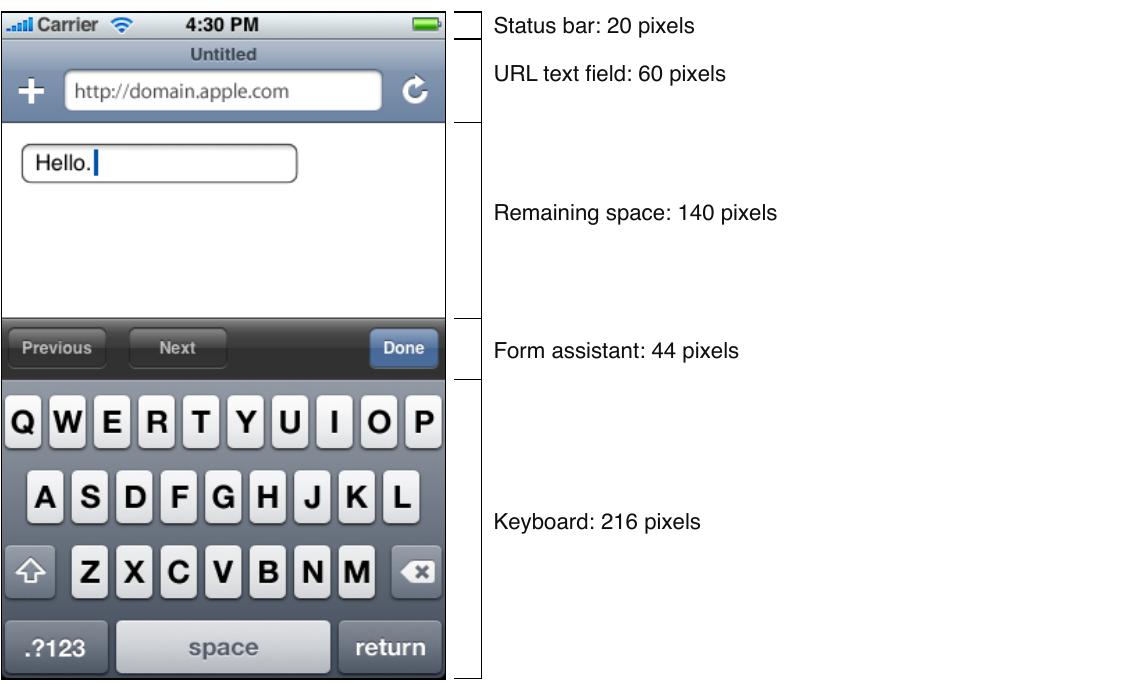 Carrier 4:30 PM
Status bar: 20 pixels
Untitled
URL text field: 60 pixels
http://domain.apple.com
Hello.
Remaining space: 140 pixels
Previous Next Done
Form assistant: 44 pixels
Q W E R T Y U I O P
A S D F G H J K L
Keyboard: 216 pixels
Z X C V B N M
.?123 space return